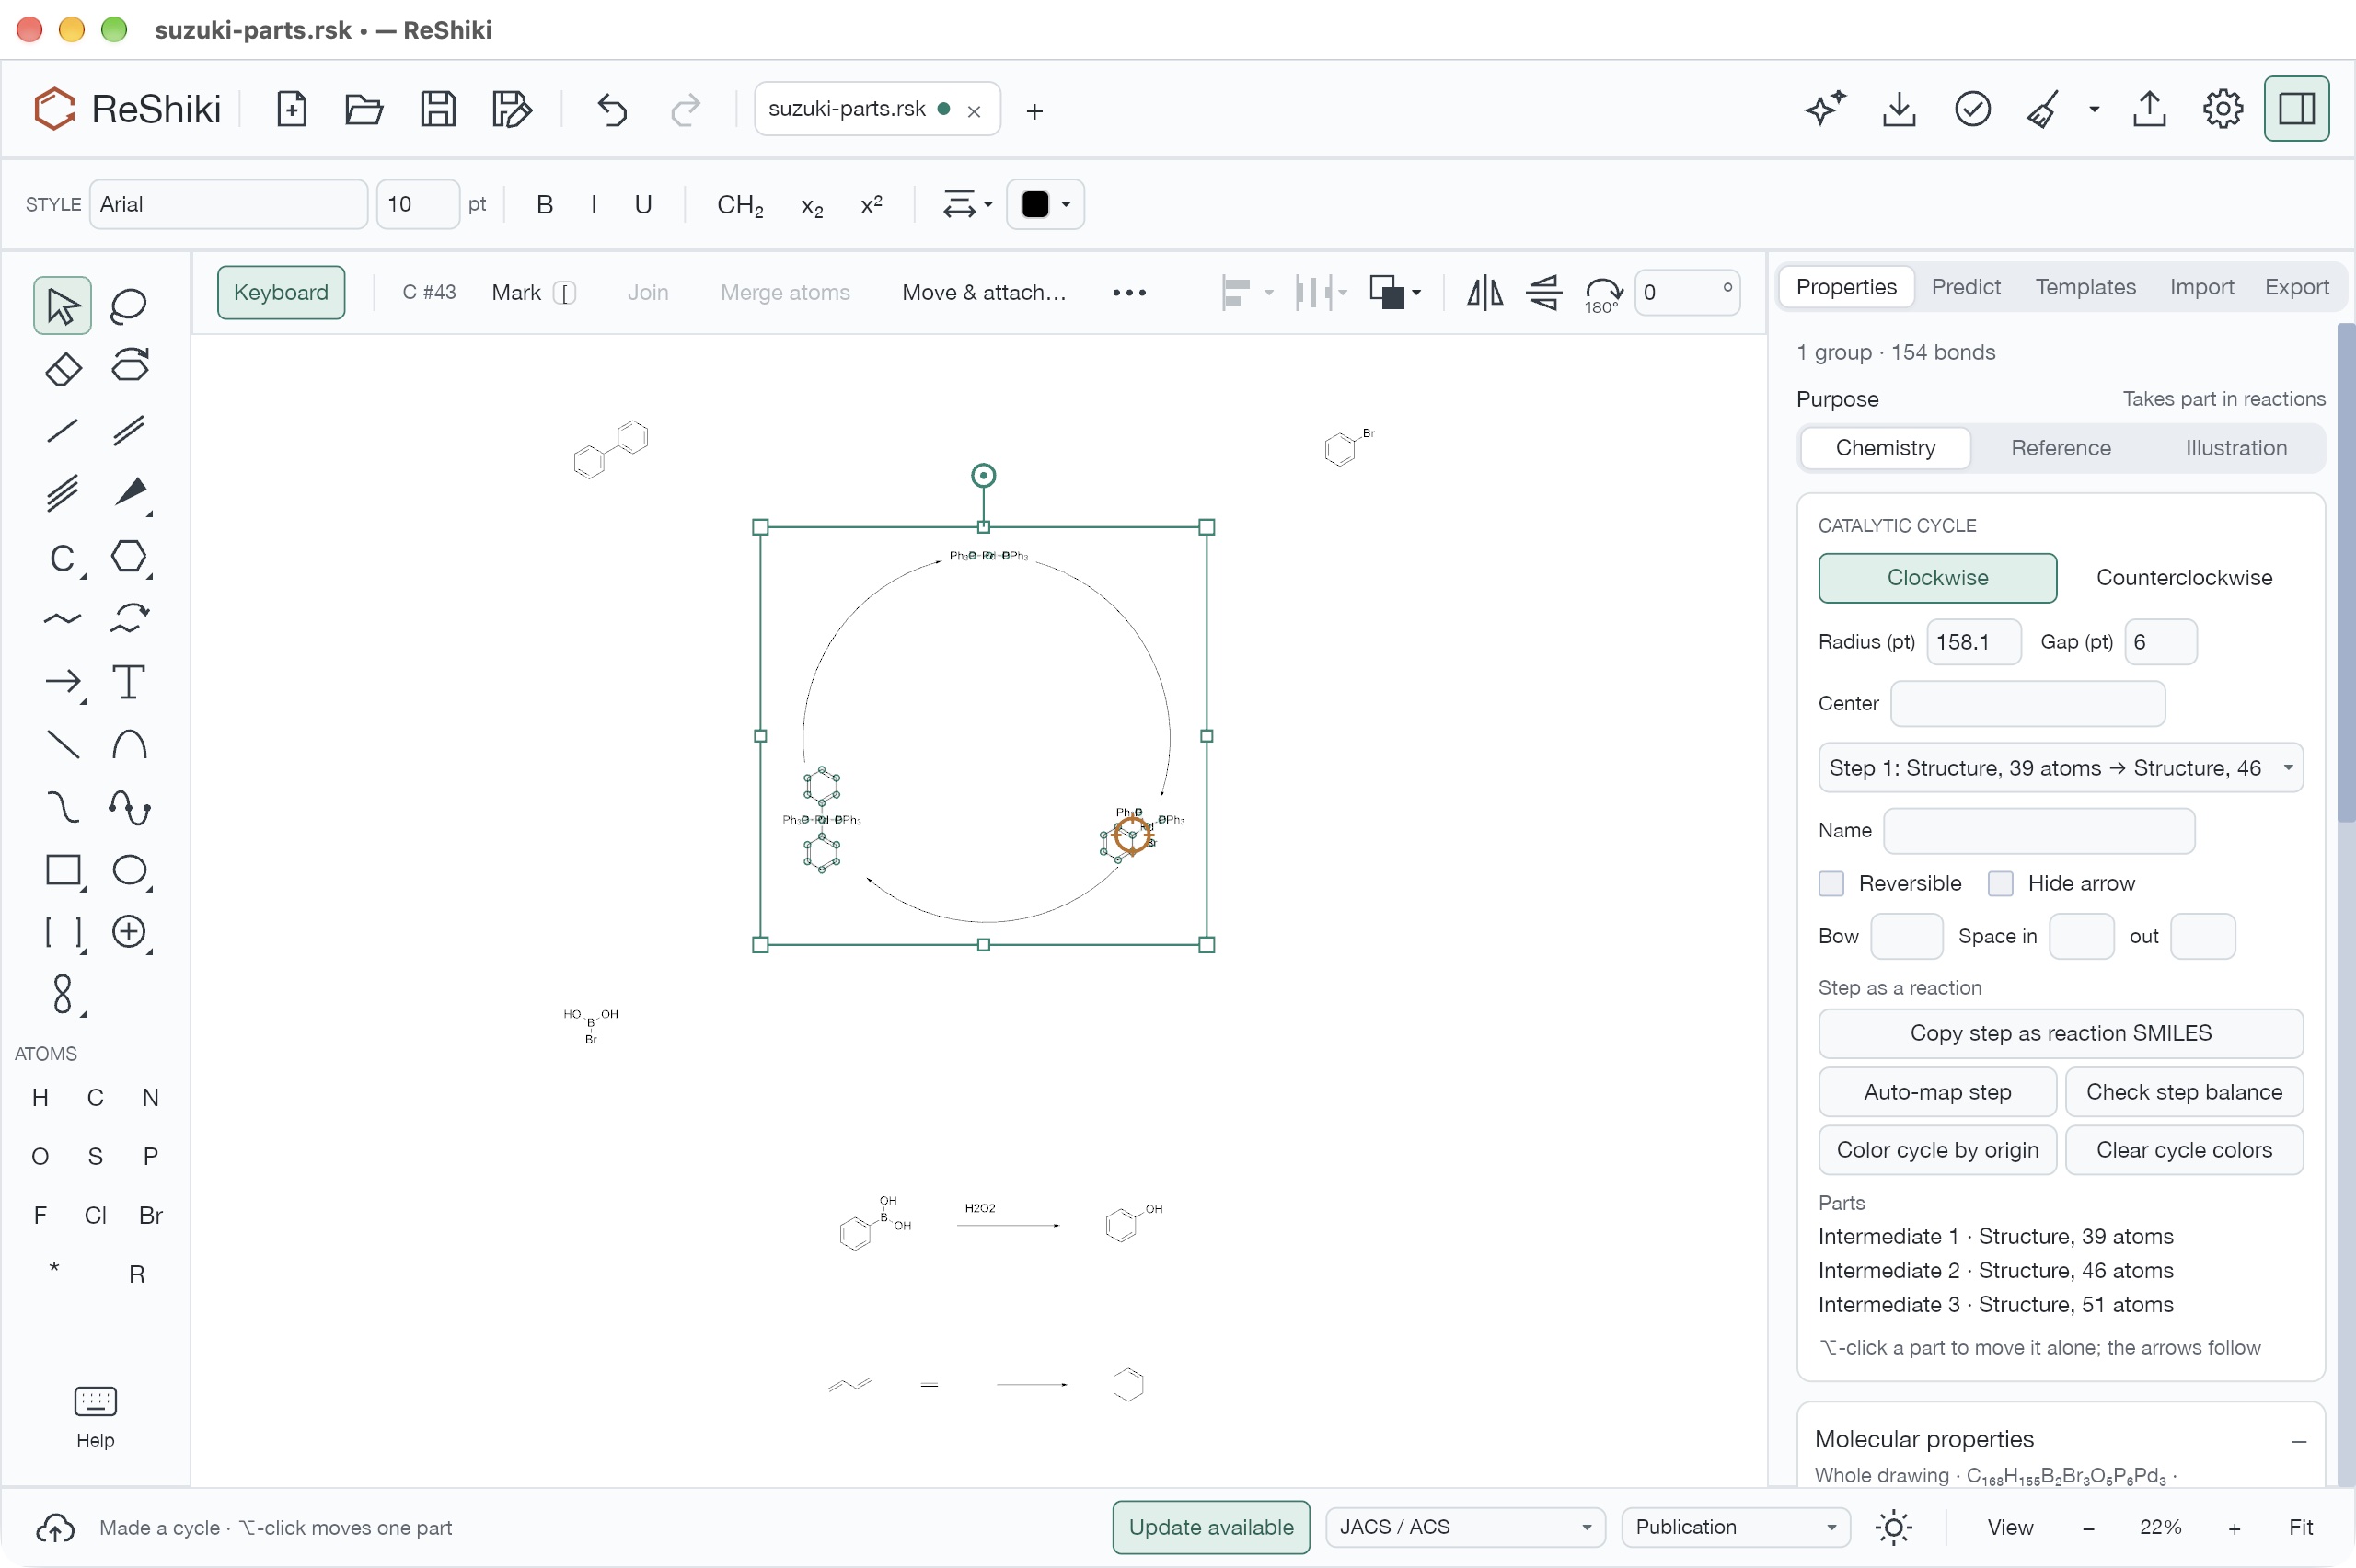 suzuki-parts.rsk • — ReShiki
ReShiki
suzuki-parts.rsk
STYLE Arial 10 pt B I U CH₂ x₂ x²
Keyboard C #43 Mark [ Join Merge atoms Move & attach... 180° 0 °
Properties Predict Templates Import Export
1 group · 154 bonds
Purpose Takes part in reactions
Chemistry Reference Illustration
CATALYTIC CYCLE
Clockwise Counterclockwise
Radius (pt) 158.1 Gap (pt) 6
Center
Step 1: Structure, 39 atoms → Structure, 46
Name
Reversible Hide arrow
Bow Space in out
Step as a reaction
Copy step as reaction SMILES
Auto-map step Check step balance
Color cycle by origin Clear cycle colors
Parts
Intermediate 1 · Structure, 39 atoms
Intermediate 2 · Structure, 46 atoms
Intermediate 3 · Structure, 51 atoms
⌥-click a part to move it alone; the arrows follow
Molecular properties
Whole drawing · C₁₆₈H₁₅₅B₂Br₃O₅P₆Pd₃ ·
C
T
ATOMS
H C N
O S P
F Cl Br
* R
Help
Br
HO OH
B
Br
OH
B
OH
H2O2
OH
Made a cycle · ⌥-click moves one part
Update available
JACS / ACS
Publication
View – 22% + Fit